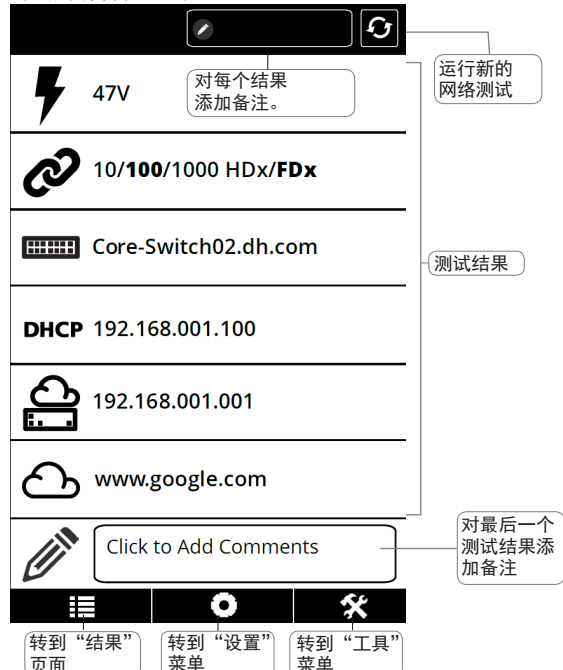 运行新的
网络测试
47V
对每个结果
添加备注。
10/100/1000 HDx/FDx
Core-Switch02.dh.com
测试结果
DHCP 192.168.001.100
192.168.001.001
www.google.com
对最后一个
测试结果添
加备注
Click to Add Comments
转到“结果”
页面
转到“设置”
菜单
转到“工具”
菜单